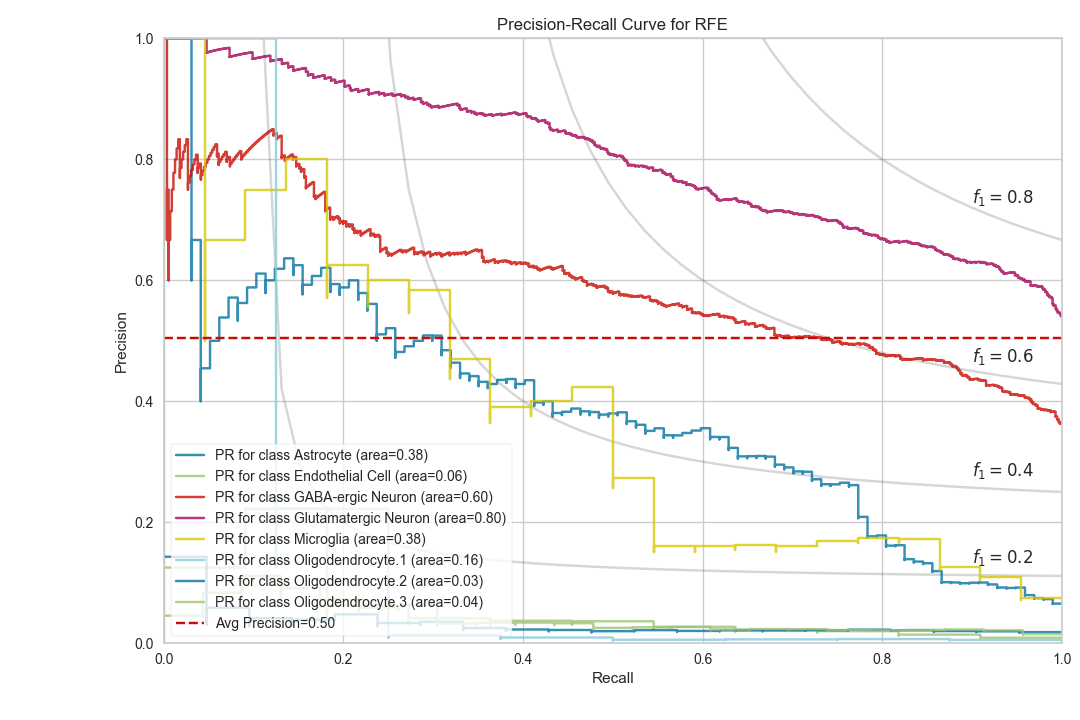 Precision-Recall Curve for RFE
1.0
0.8
0.6
0.4
0.2
0.0
Precision
f1 = 0.8
f1 = 0.6
f1 = 0.4
f1 = 0.2
PR for class Astrocyte (area=0.38)
PR for class Endothelial Cell (area=0.06)
PR for class GABA-ergic Neuron (area=0.60)
PR for class Glutamatergic Neuron (area=0.80)
PR for class Microglia (area=0.38)
PR for class Oligodendrocyte.1 (area=0.16)
PR for class Oligodendrocyte.2 (area=0.03)
PR for class Oligodendrocyte.3 (area=0.04)
Avg Precision=0.50
0.0 0.2 0.4 0.6 0.8 1.0
Recall